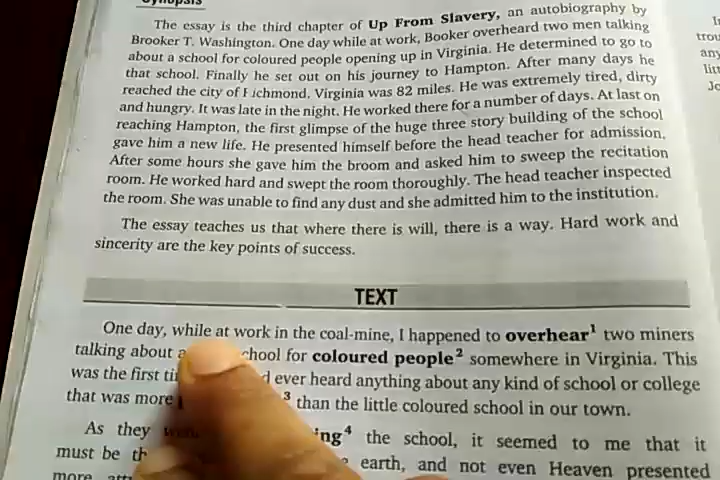 Synopsis
The essay is the third chapter of Up From Slavery, an autobiography by
Brooker T. Washington. One day while at work, Booker overheard two men talking
about a school for coloured people opening up in Virginia. He determined to go to
that school. Finally he set out on his journey to Hampton. After many days he
reached the city of Richmond. Virginia was 82 miles. He was extremely tired, dirty
and hungry. It was late in the night. He worked there for a number of days. At last on
reaching Hampton, the first glimpse of the huge three story building of the school
gave him a new life. He presented himself before the head teacher for admission.
After some hours she gave him the broom and asked him to sweep the recitation
room. He worked hard and swept the room thoroughly. The head teacher inspected
the room. She was unable to find any dust and she admitted him to the institution.
The essay teaches us that where there is will, there is a way. Hard work and
sincerity are the key points of success.
TEXT
One day, while at work in the coal-mine, I happened to overhear1 two miners
talking about a school for coloured people2 somewhere in Virginia. This
was the first ever heard anything about any kind of school or college
that was more 3 than the little coloured school in our town.
As they ing4 the school, it seemed to me that it
must be earth, and not even Heaven presented
more
trou
any
litt
Je